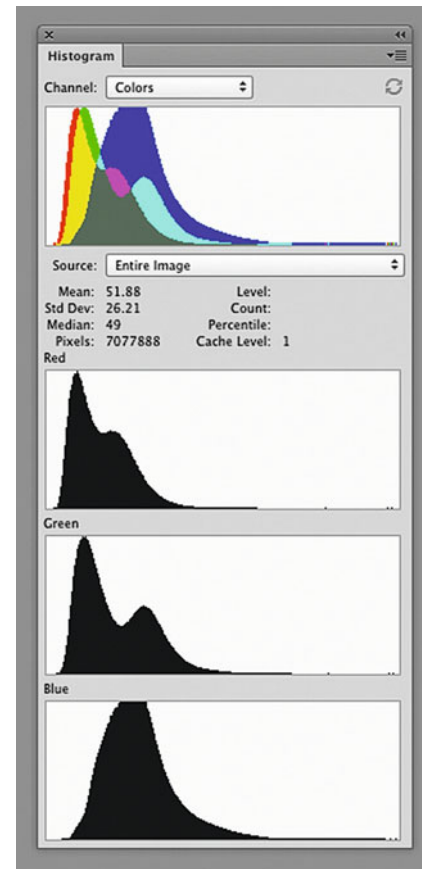 Histogram
Channel: Colors
Source: Entire Image
Mean: 51.88 Level:
Std Dev: 26.21 Count:
Median: 49 Percentile:
Pixels: 7077888 Cache Level: 1
Red
Green
Blue